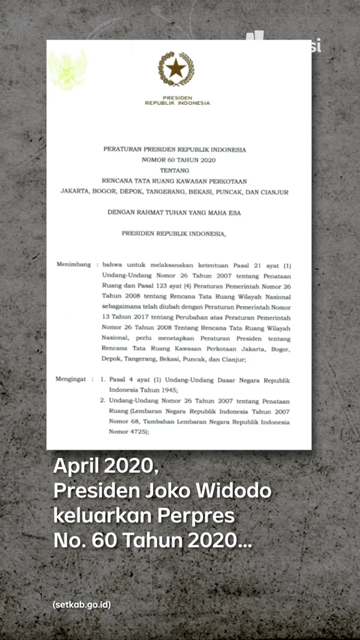 PRESIDEN
REPUBLIK INDONESIA
PERATURAN PRESIDEN REPUBLIK INDONESIA
NOMOR 60 TAHUN 2020
TENTANG
RENCANA TATA RUANG KAWASAN PERKOTAAN
JAKARTA, BOGOR, DEPOK, TANGERANG, BEKASI, PUNCAK, DAN CIANJUR
DENGAN RAHMAT TUHAN YANG MAHA ESA
PRESIDEN REPUBLIK INDONESIA,
Menimbang : bahwa untuk melaksanakan ketentuan Pasal 21 ayat (1)
Undang-Undang Nomor 26 Tahun 2007 tentang Penataan
Ruang dan Pasal 123 ayat (4) Peraturan Pemerintah Nomor 26
Tahun 2008 tentang Rencana Tata Ruang Wilayah Nasional
sebagaimana telah diubah dengan Peraturan Pemerintah Nomor
13 Tahun 2017 tentang Perubahan atas Peraturan Pemerintah
Nomor 26 Tahun 2008 Tentang Rencana Tata Ruang Wilayah
Nasional, perlu menetapkan Peraturan Presiden tentang
Rencana Tata Ruang Kawasan Perkotaan Jakarta, Bogor,
Depok, Tangerang, Bekasi, Puncak, dan Cianjur;
Mengingat : 1. Pasal 4 ayat (1) Undang-Undang Dasar Negara Republik
Indonesia Tahun 1945;
2. Undang-Undang Nomor 26 Tahun 2007 tentang Penataan
Ruang (Lembaran Negara Republik Indonesia Tahun 2007
Nomor 68, Tambahan Lembaran Negara Republik Indonesia
Nomor 4725);
April 2020,
Presiden Joko Widodo
keluarkan Perpres
No. 60 Tahun 2020...
(setkab.go.id)